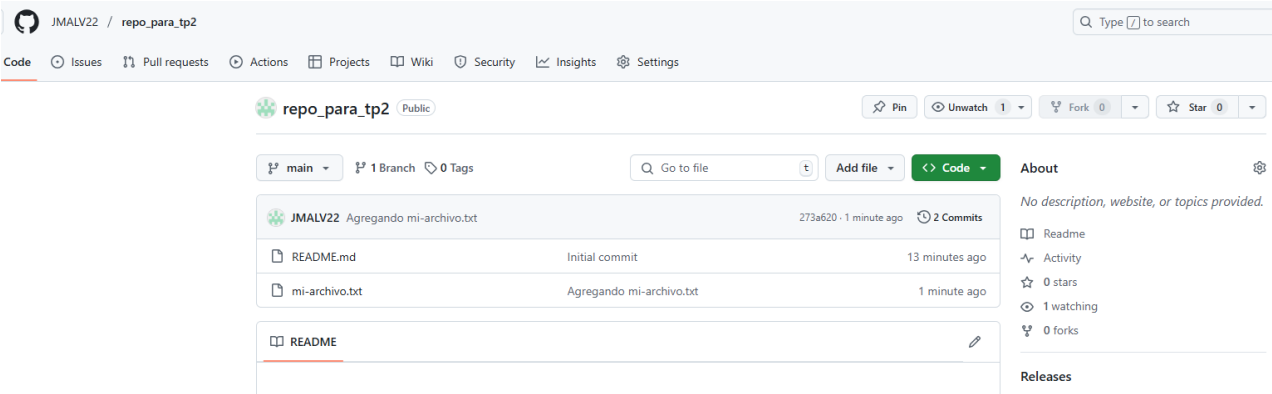 JMALV22 / repo_para_tp2 Type / to search
Code Issues Pull requests Actions Projects Wiki Security Insights Settings
repo_para_tp2 Public Pin Unwatch 1 Fork 0 Star 0
main 1 Branch 0 Tags Go to file t Add file Code About
No description, website, or topics provided.
JMALV22 Agregando mi-archivo.txt 273a620 · 1 minute ago 2 Commits
README.md Initial commit 13 minutes ago
mi-archivo.txt Agregando mi-archivo.txt 1 minute ago
README
Readme
Activity
0 stars
1 watching
0 forks
Releases